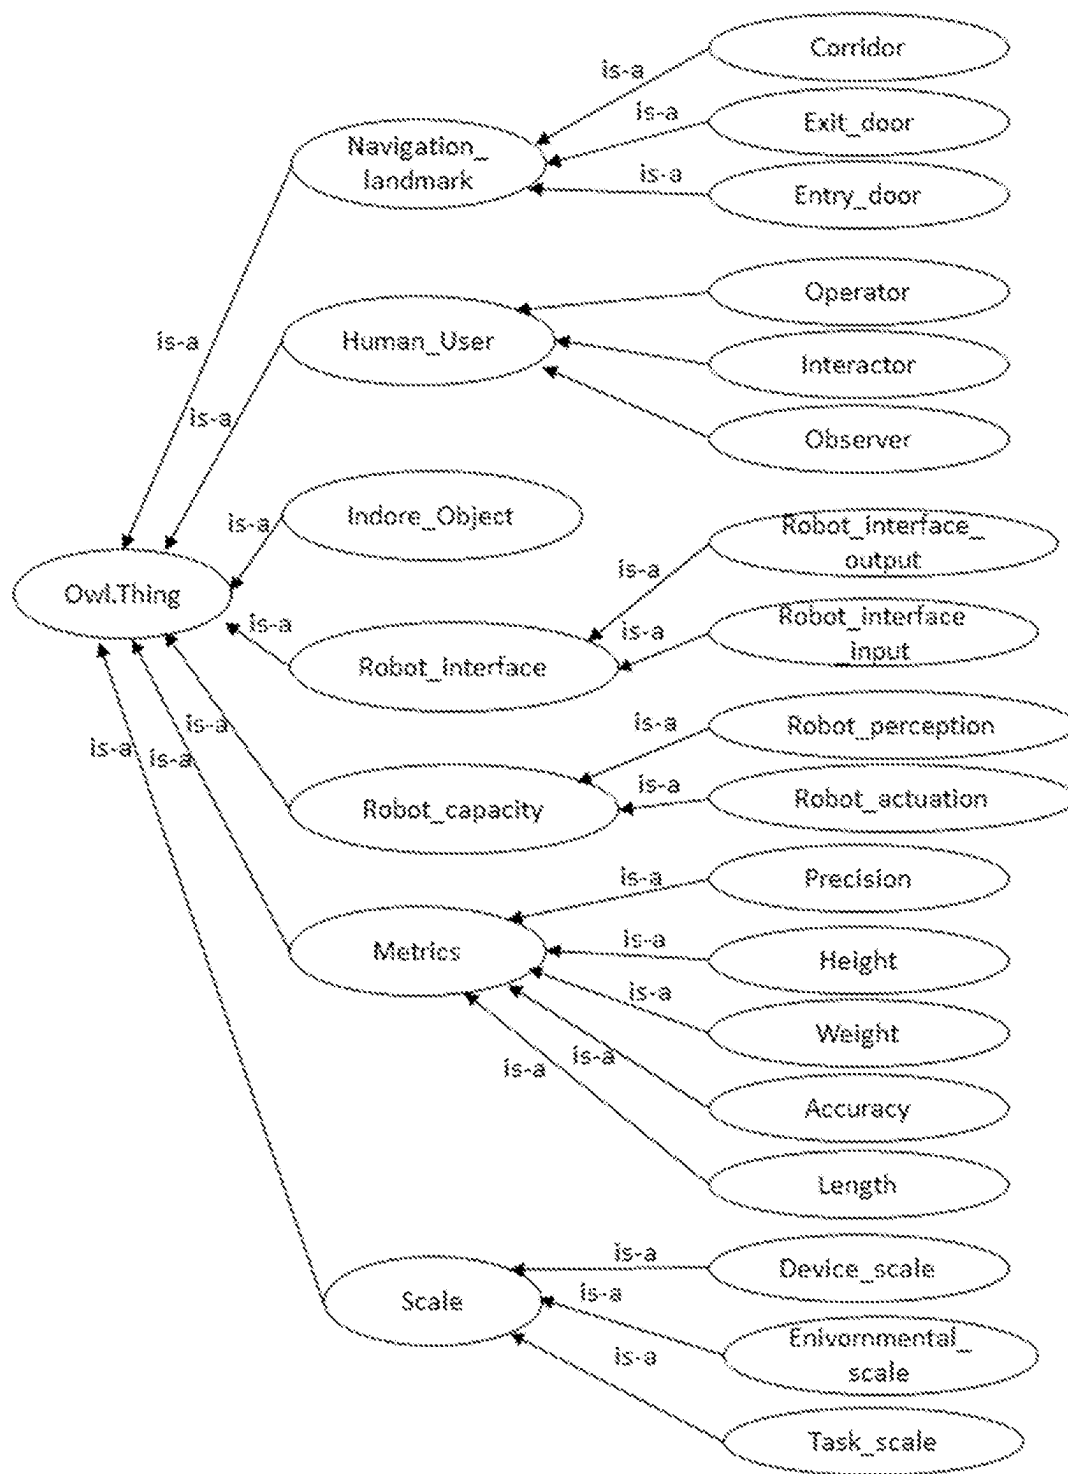 Corridor
is-a
is-a
Exit_door
Navigation_
landmark
is-a
Entry_door
Operator
is-a
Human_User
Interactor
is-a
Observer
Indore_Object
is-a
Robot_interface_
output
is-a
Owl.Thing
is-a
is-a
Robot_interface
_input
Robot_interface
is-a
is-a
is-a
is-a
Robot_perception
is-a
Robot_actuation
Robot_capacity
is-a
Precision
is-a
Metrics
Height
is-a
Weight
is-a
is-a
Accuracy
Length
is-a
Device_scale
is-a
Scale
Enivornmental_
scale
is-a
Task_scale